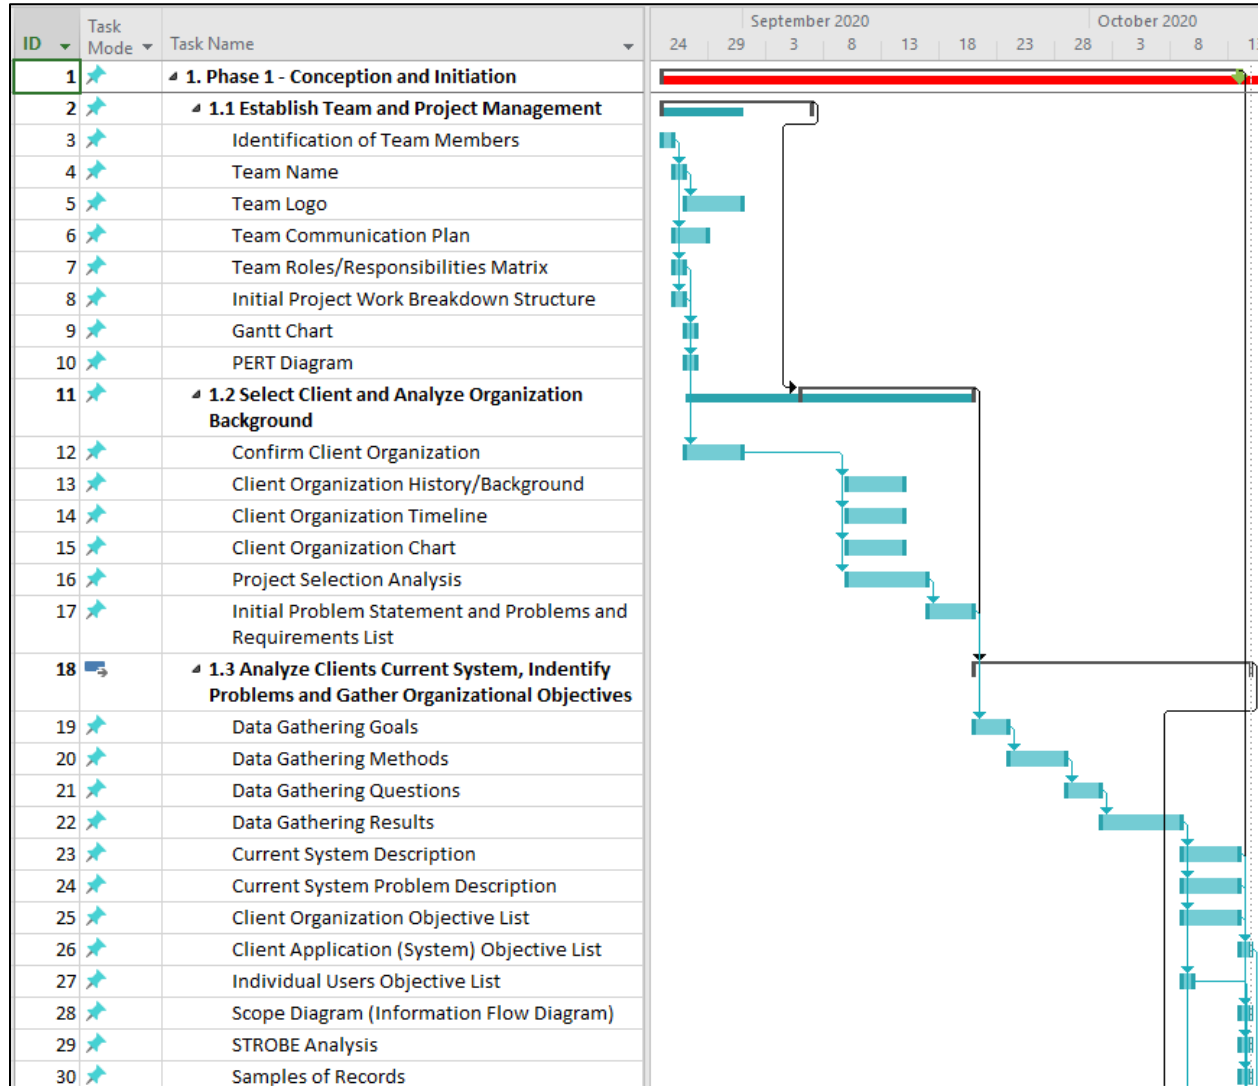 September 2020 October 2020
ID Task Mode Task Name 24 29 3 8 13 18 23 28 3 8
1 1. Phase 1 - Conception and Initiation
2 1.1 Establish Team and Project Management
3 Identification of Team Members
4 Team Name
5 Team Logo
6 Team Communication Plan
7 Team Roles/Responsibilities Matrix
8 Initial Project Work Breakdown Structure
9 Gantt Chart
10 PERT Diagram
11 1.2 Select Client and Analyze Organization
Background
12 Confirm Client Organization
13 Client Organization History/Background
14 Client Organization Timeline
15 Client Organization Chart
16 Project Selection Analysis
17 Initial Problem Statement and Problems and
Requirements List
18 1.3 Analyze Clients Current System, Indentify
Problems and Gather Organizational Objectives
19 Data Gathering Goals
20 Data Gathering Methods
21 Data Gathering Questions
22 Data Gathering Results
23 Current System Description
24 Current System Problem Description
25 Client Organization Objective List
26 Client Application (System) Objective List
27 Individual Users Objective List
28 Scope Diagram (Information Flow Diagram)
29 STROBE Analysis
30 Samples of Records